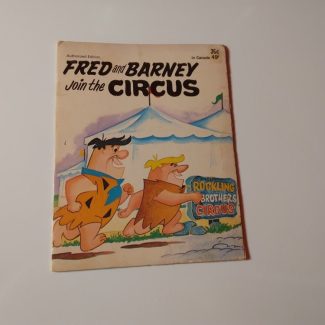 Authorized Edition
35¢
in Canada 49¢
FRED and BARNEY
Join the CIRCUS
ROCKLING
BROTHERS
CIRCUS